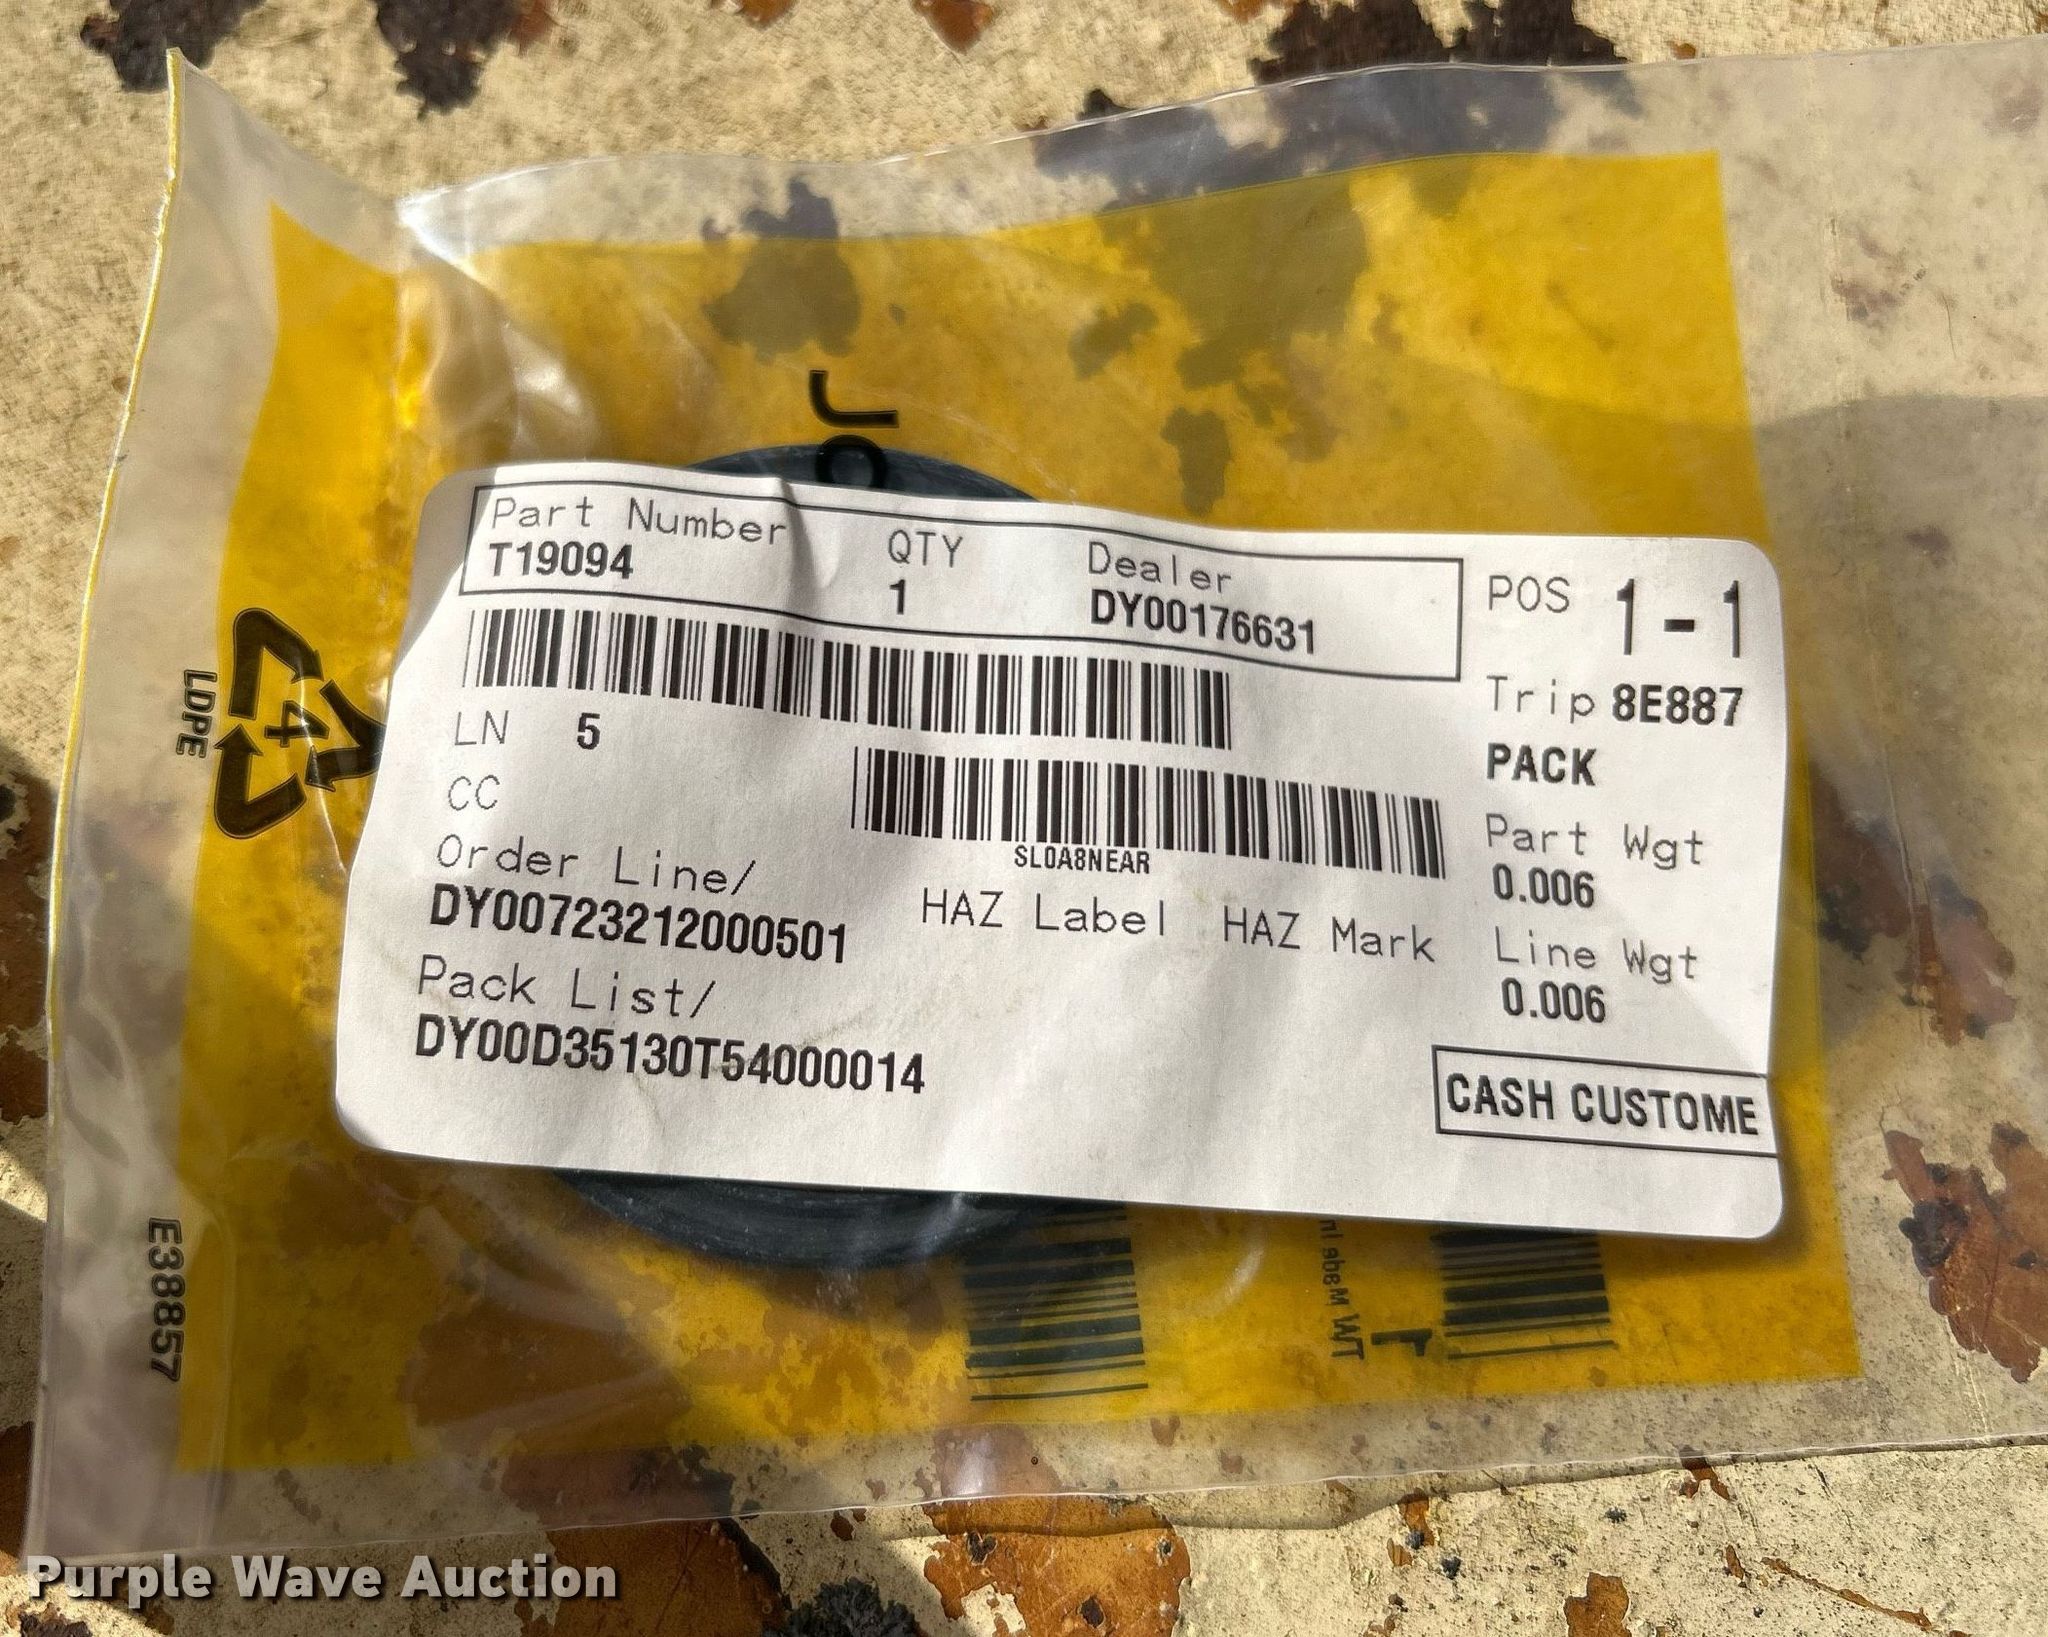 JO
Part Number QTY Dealer
T19094 1 DY00176631
POS 1-1
Trip 8E887
LN 5
PACK
CC
SL0A8NEAR
Part Wgt
0.006
Order Line/
DY00723212000501
HAZ Label HAZ Mark
Line Wgt
0.006
Pack List/
DY00D35130T54000014
CASH CUSTOME
4
LDPE
E38857
Purple Wave Auction